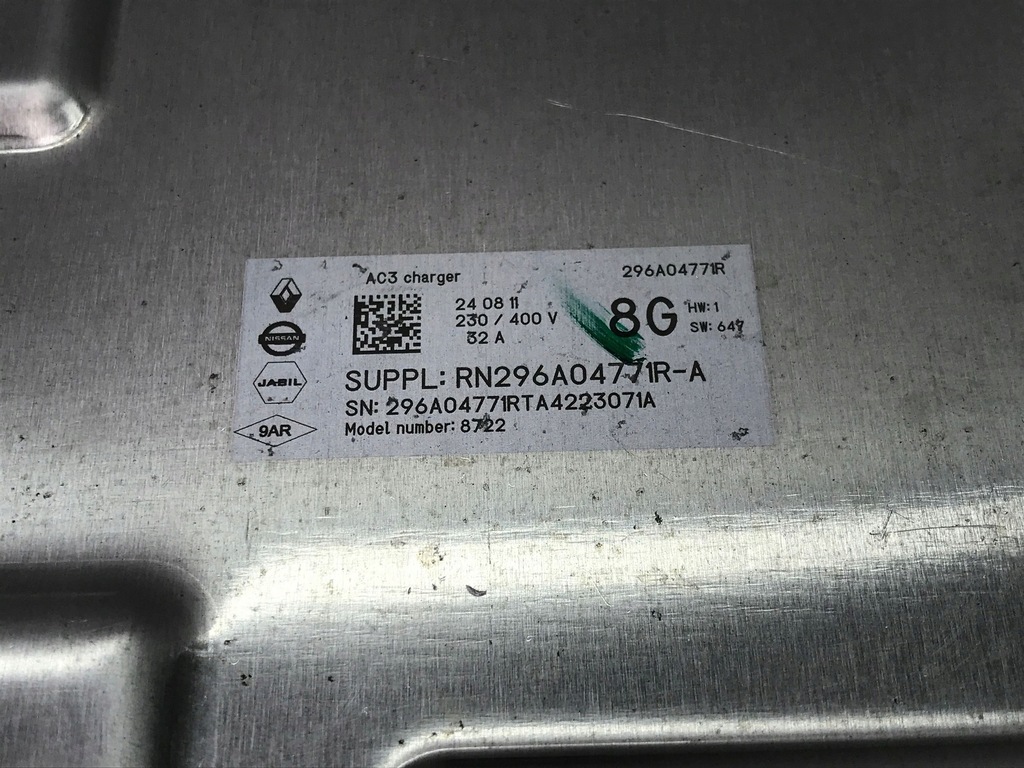 AC3 charger
296A04771R
24 08 11
230 / 400 V
32 A
8G
HW: 1
SW: 647
NISSAN
JABIL
9AR
SUPPL: RN296A04771R-A
SN: 296A04771RTA4223071A
Model number: 8722